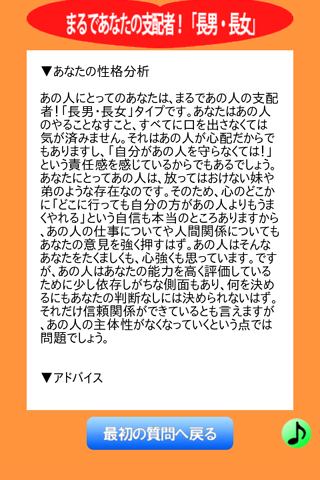 まるであなたの支配者！「長男・長女」
▼あなたの性格分析
あの人にとってのあなたは、まるであの人の支配
者！「長男・長女」タイプです。あなたはあの人
のやることなすこと、すべてに口を出さなくては
気が済みません。それはあの人が心配だからで
もありますし、「自分があの人を守らなくては！」
という責任感を感じているからでもあるでしょう。
あなたにとってあの人は、放ってはおけない妹や
弟のような存在なのです。そのため、心のどこか
に「どこに行っても自分の方があの人よりもうま
くやれる」という自信も本当のところありますから
、あの人の仕事についてや人間関係についても
あなたの意見を強く押すはず。あの人はそんな
あなたをたくましくも、心強くも思っています。です
が、あの人はあなたの能力を高く評価している
ために少し依存しがちな側面もあり、何を決め
るにもあなたの判断なしには決められないはず。
それだけ信頼関係ができているとも言えますが
、あの人の主体性がなくなっていくという点では
問題でしょう。
▼アドバイス
最初の質問へ戻る